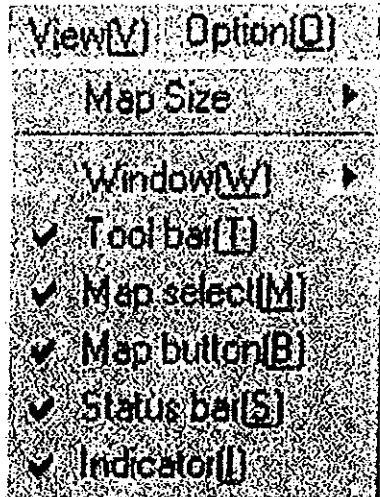 View(V) Option(O)
Map Size
Window(W)
Tool bar(T)
Map select(M)
Map button(B)
Status bar(S)
Indicator(I)